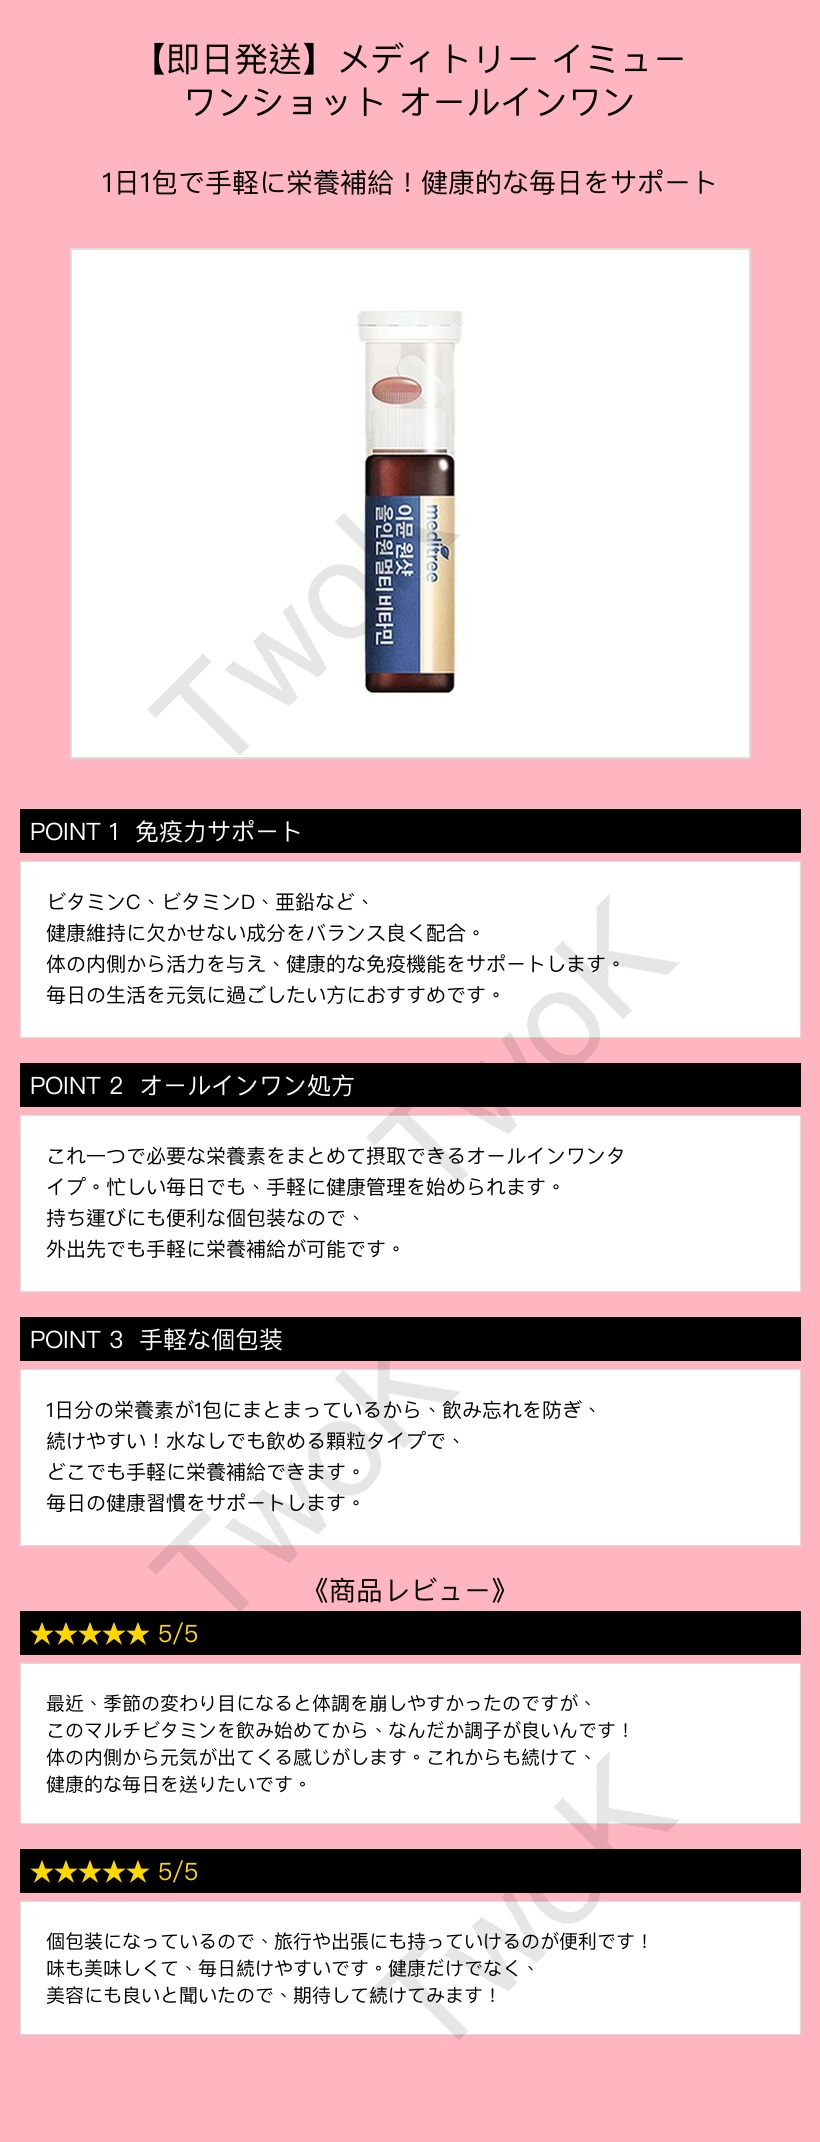 【即日発送】メディトリー イミュー
ワンショット オールインワン
1日1包で手軽に栄養補給！健康的な毎日をサポート
meditree
이뮨 원샷
올인원 멀티비타민
TwoK
POINT 1 免疫力サポート
ビタミンC、ビタミンD、亜鉛など、
健康維持に欠かせない成分をバランス良く配合。
体の内側から活力を与え、健康的な免疫機能をサポートします。
毎日の生活を元気に過ごしたい方におすすめです。
TwoK
POINT 2 オールインワン処方
これ一つで必要な栄養素をまとめて摂取できるオールインワンタ
イプ。忙しい毎日でも、手軽に健康管理を始められます。
持ち運びにも便利な個包装なので、
外出先でも手軽に栄養補給が可能です。
POINT 3 手軽な個包装
1日分の栄養素が1包にまとまっているから、飲み忘れを防ぎ、
続けやすい！水なしでも飲める顆粒タイプで、
どこでも手軽に栄養補給できます。
毎日の健康習慣をサポートします。
TwoK
《商品レビュー》
★★★★★ 5/5
最近、季節の変わり目になると体調を崩しやすかったのですが、
このマルチビタミンを飲み始めてから、なんだか調子が良いんです！
体の内側から元気が出てくる感じがします。これからも続けて、
健康的な毎日を送りたいです。
TwoK
★★★★★ 5/5
個包装になっているので、旅行や出張にも持っていけるのが便利です！
味も美味しくて、毎日続けやすいです。健康だけでなく、
美容にも良いと聞いたので、期待して続けてみます！